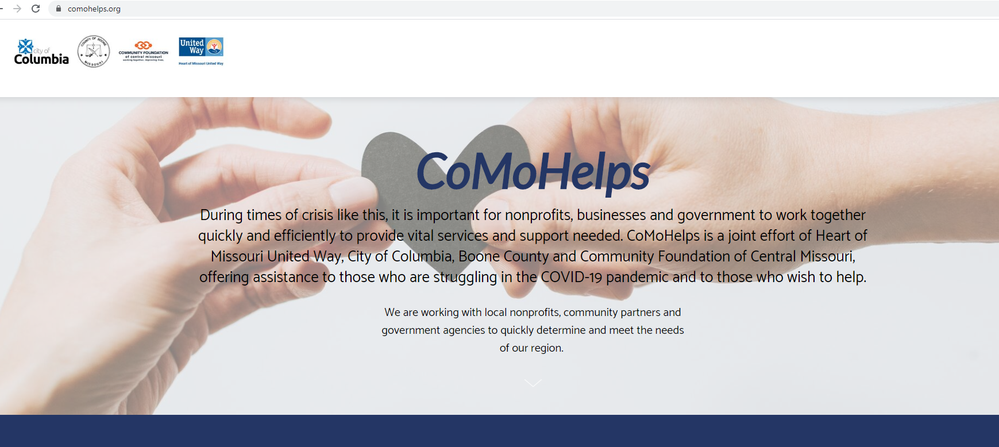 comohelps.org
city of
Columbia
COUNTY OF BOONE
MISSOURI
COMMUNITY FOUNDATION
of central missouri
working together. improving lives.
United
Way
Heart of Missouri United Way
CoMoHelps
During times of crisis like this, it is important for nonprofits, businesses and government to work together
quickly and efficiently to provide vital services and support needed. CoMoHelps is a joint effort of Heart of
Missouri United Way, City of Columbia, Boone County and Community Foundation of Central Missouri,
offering assistance to those who are struggling in the COVID-19 pandemic and to those who wish to help.
We are working with local nonprofits, community partners and
government agencies to quickly determine and meet the needs
of our region.